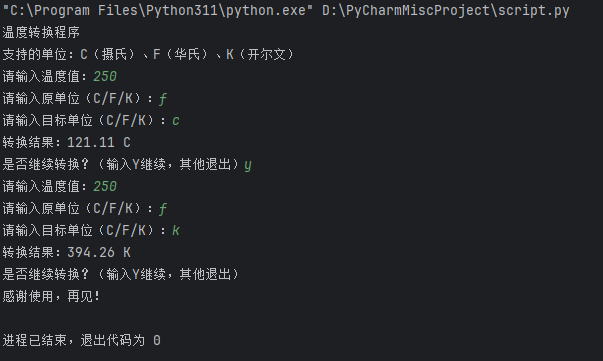 "C:\Program Files\Python311\python.exe" D:\PyCharmMiscProject\script.py
温度转换程序
支持的单位：C（摄氏）、F（华氏）、K（开尔文）
请输入温度值：250
请输入原单位（C/F/K）：f
请输入目标单位（C/F/K）：c
转换结果：121.11 C
是否继续转换？（输入Y继续，其他退出）y
请输入温度值：250
请输入原单位（C/F/K）：f
请输入目标单位（C/F/K）：k
转换结果：394.26 K
是否继续转换？（输入Y继续，其他退出）
感谢使用，再见！
进程已结束，退出代码为 0